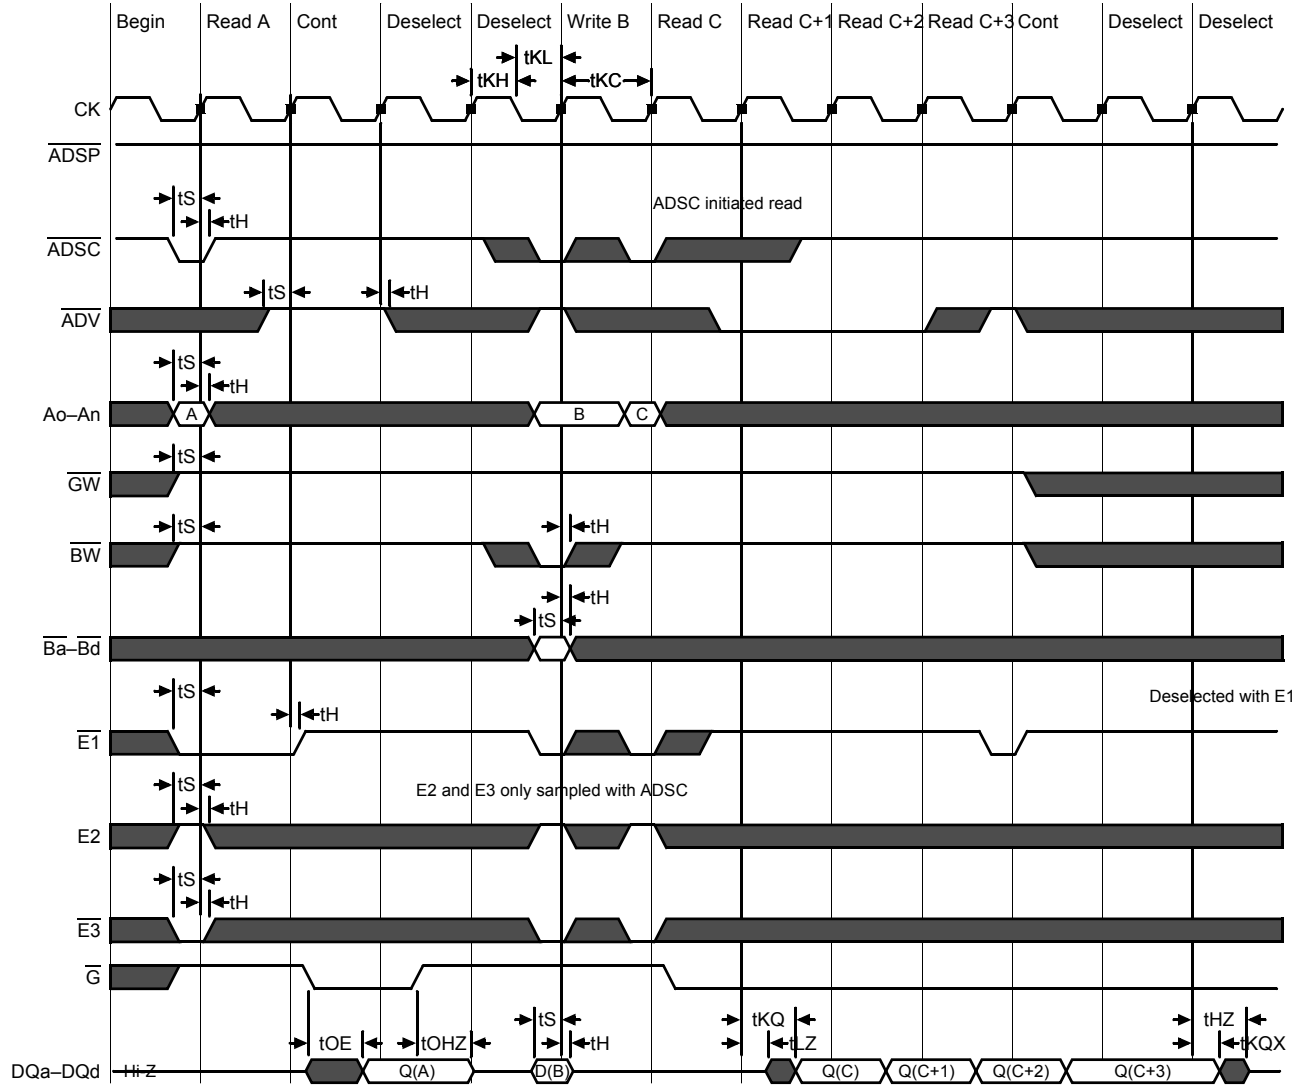 Begin Read A Cont Deselect Deselect Write B Read C Read C+1 Read C+2 Read C+3 Cont Deselect Deselect
tKL
tKH tKC
CK
ADSP
tS
ADSC initiated read
tH
ADSC
tS tH
ADV
tS
tH
Ao–An A B C
tS
GW
tS tH
BW
tH
tS
Ba–Bd
tS
Deselected with E1
tH
E1
tS
E2 and E3 only sampled with ADSC
tH
E2
tS
tH
E3
G
tS tKQ tHZ
tOE tOHZ tH tLZ tKQX
DQa–DQd Hi-Z Q(A) D(B) Q(C) Q(C+1) Q(C+2) Q(C+3)